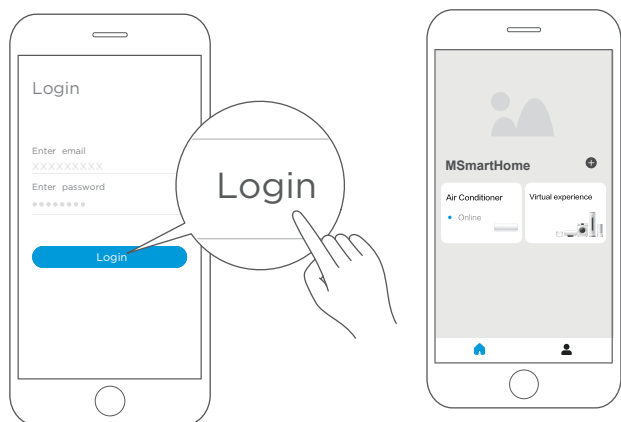 Login
Enter email
XXXXXXXXX
Enter password
Login
Login
MSmartHome
Air Conditioner
Online
Virtual experience